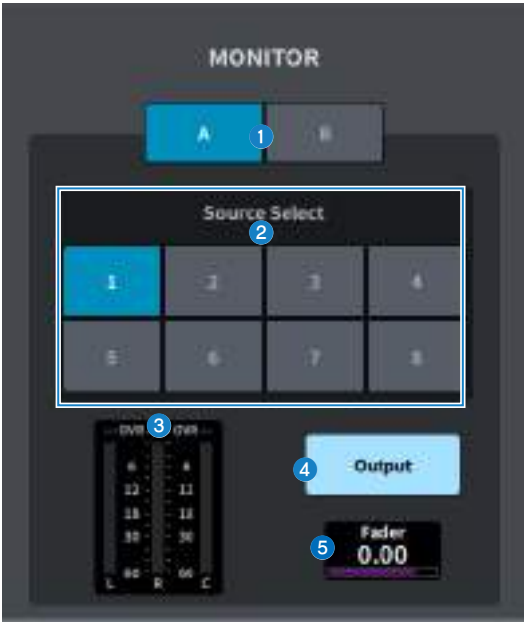 MONITOR
A 1 B
Source Select
2
1 2 3 4
5 6 7 8
3
OVR OVR
6 6
12 12
18 18
30 30
60 60
L R C
4 Output
5 Fader
0.00